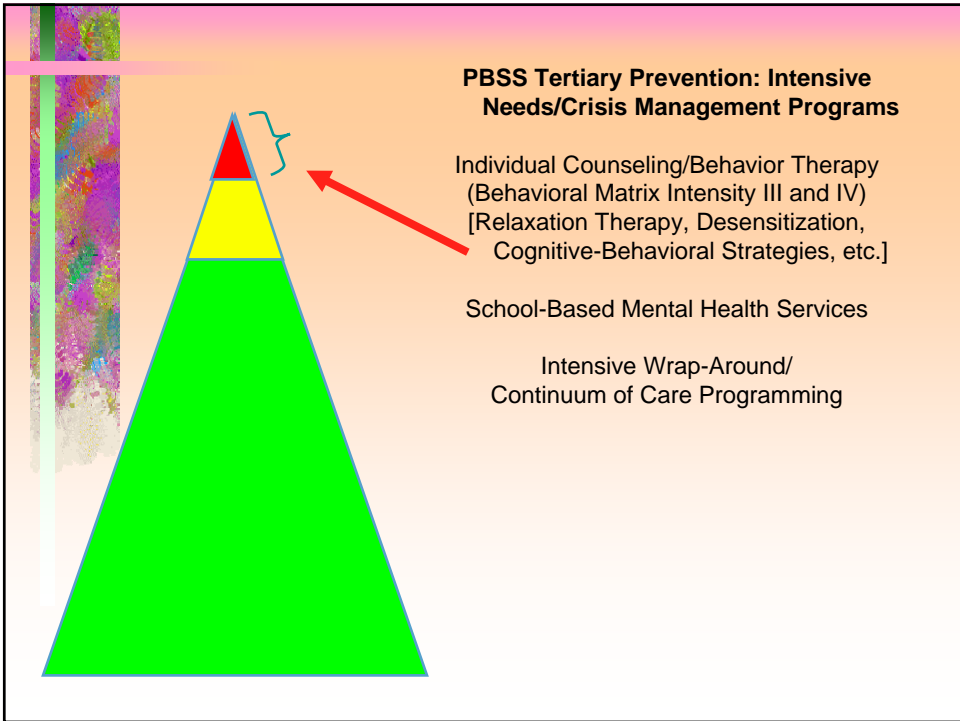 PBSS Tertiary Prevention: Intensive
Needs/Crisis Management Programs
Individual Counseling/Behavior Therapy
(Behavioral Matrix Intensity III and IV)
[Relaxation Therapy, Desensitization,
Cognitive-Behavioral Strategies, etc.]
School-Based Mental Health Services
Intensive Wrap-Around/
Continuum of Care Programming